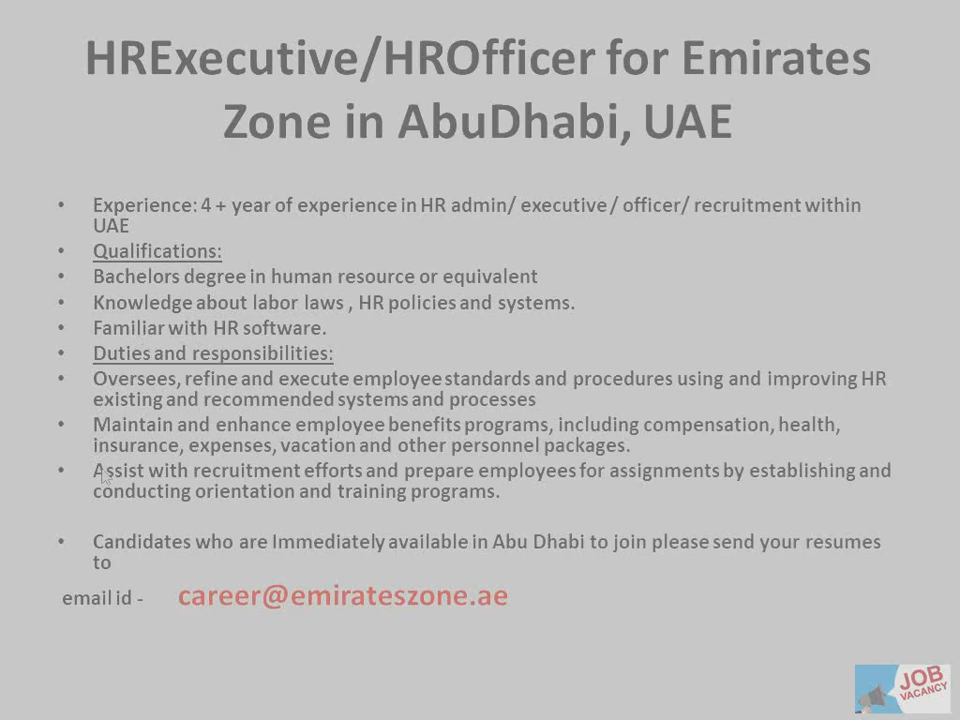 HRExecutive/HROfficer for Emirates
Zone in AbuDhabi, UAE
• Experience: 4 + year of experience in HR admin/ executive / officer/ recruitment within
UAE
• Qualifications:
• Bachelors degree in human resource or equivalent
• Knowledge about labor laws , HR policies and systems.
• Familiar with HR software.
• Duties and responsibilities:
• Oversees, refine and execute employee standards and procedures using and improving HR
existing and recommended systems and processes
• Maintain and enhance employee benefits programs, including compensation, health,
insurance, expenses, vacation and other personnel packages.
• Assist with recruitment efforts and prepare employees for assignments by establishing and
conducting orientation and training programs.
• Candidates who are Immediately available in Abu Dhabi to join please send your resumes
to
email id - career@emirateszone.ae
JOB
VACANCY